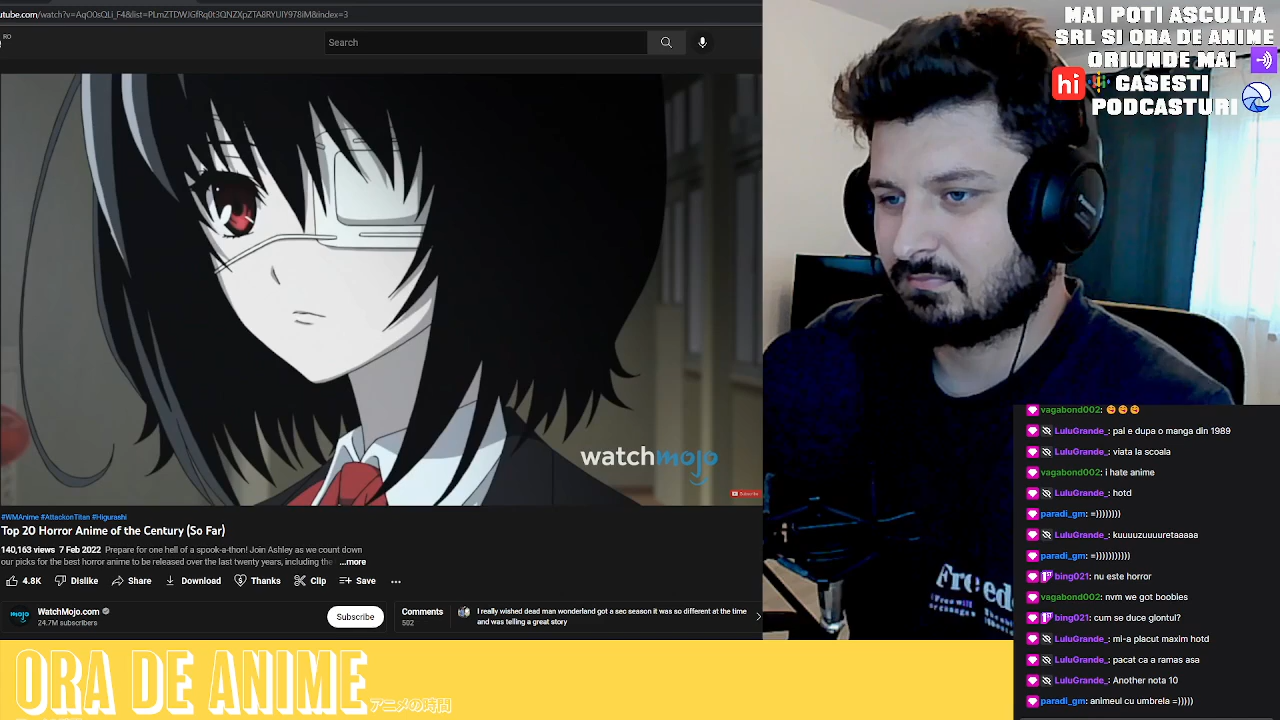 utube.com/watch?v=AqO0sQLi_F4&list=PLmZTDWJGfRq0t3QNZXpZTA8RYUIY978iM&index=3
RO
Search
MAI POTI ASCULTA
SRL SI ORA DE ANIME
ORIUNDE MAI
hi GASESTI
PODCASTURI
watchmojo
Subscribe
#WMAnime #AttackonTitan #Higurashi
Top 20 Horror Anime of the Century (So Far)
140,163 views 7 Feb 2022 Prepare for one hell of a spook-a-thon! Join Ashley as we count down
our picks for the best horror anime to be released over the last twenty years, including the ...more
4.8K Dislike Share Download Thanks Clip Save ...
mojo WatchMojo.com
24.7M subscribers
Subscribe
Comments
502
I really wished dead man wonderland got a sec season it was so different at the time
and was telling a great story
vagabond002:
LuluGrande_: pai e dupa o manga din 1989
LuluGrande_: viata la scoala
vagabond002: i hate anime
LuluGrande_: hotd
paradi_gm: =))))))))
LuluGrande_: kuuuuzuuuuretaaaaa
paradi_gm: =)))))))))))
bing021: nu este horror
vagabond002: nvm we got boobies
bing021: cum se duce glontul?
LuluGrande_: mi-a placut maxim hotd
LuluGrande_: pacat ca a ramas asa
LuluGrande_: Another nota 10
paradi_gm: animeul cu umbrela =)))))
ORA DE ANIME
アニメの時間